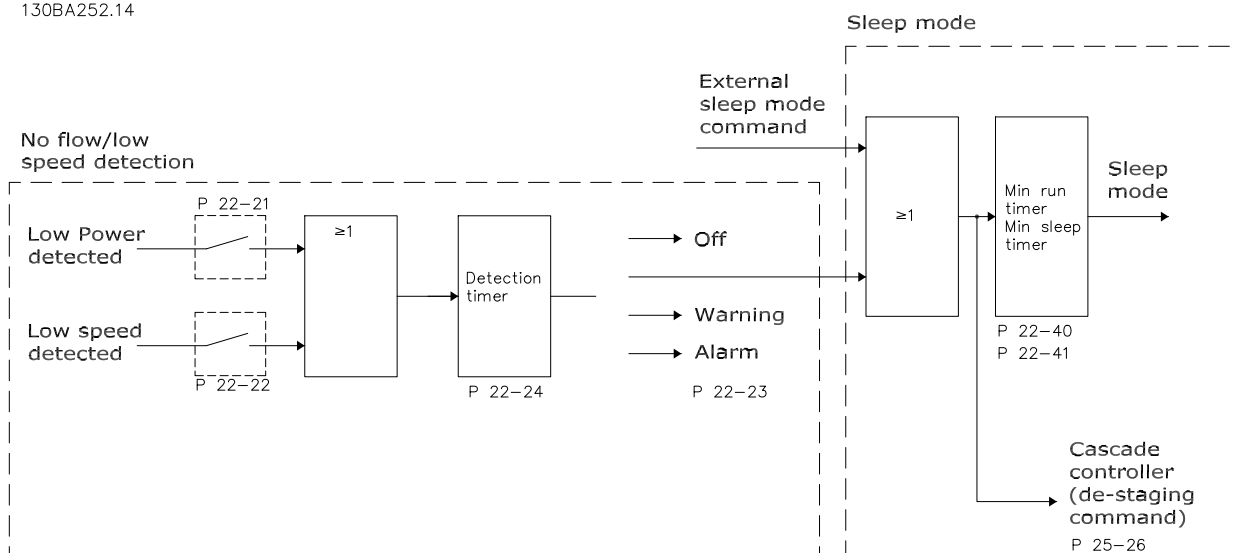 130BA252.14
Sleep mode
External
sleep mode
command
No flow/low
speed detection
P 22-21
Low Power
detected
≥1
Detection
timer
Off
Low speed
detected
P 22-22
P 22-24
Warning
Alarm
P 22-23
≥1
Min run
timer
Min sleep
timer
Sleep
mode
P 22-40
P 22-41
Cascade
controller
(de-staging
command)
P 25-26